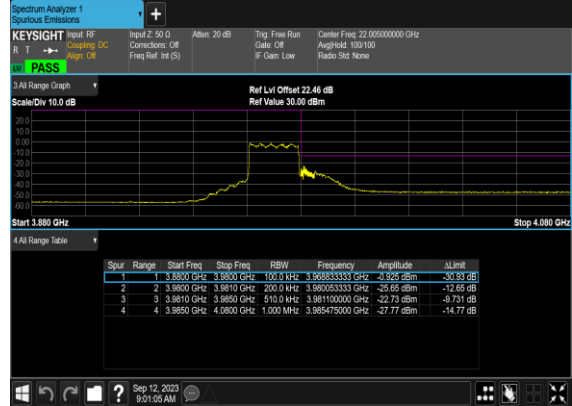 Spectrum Analyzer 1
Spurious Emissions
+
KEYSIGHT Input: RF Input Z: 50 Ω Atten: 20 dB Trig: Free Run Center Freq: 22.005000000 GHz
R T Coupling: DC Corrections: Off Gate: Off Avg|Hold: 100/100
Align: Off Freq Ref: Int (S) IF Gain: Low Radio Std: None
LW PASS
3 All Range Graph
Ref Lvl Offset 22.46 dB
Scale/Div 10.0 dB Ref Value 30.00 dBm
20.0
10.0
0.00
-10.0
-20.0
-30.0
-40.0
-50.0
-60.0
Start 3.880 GHz Stop 4.080 GHz
4 All Range Table
Spur Range Start Freq Stop Freq RBW Frequency Amplitude ΔLimit
1 1 3.8800 GHz 3.9800 GHz 100.0 kHz 3.968833333 GHz -0.925 dBm -30.93 dB
2 2 3.9800 GHz 3.9810 GHz 200.0 kHz 3.980053333 GHz -25.65 dBm -12.65 dB
3 3 3.9810 GHz 3.9850 GHz 510.0 kHz 3.981100000 GHz -22.73 dBm -9.731 dB
4 4 3.9850 GHz 4.0800 GHz 1.000 MHz 3.985475000 GHz -27.77 dBm -14.77 dB
? Sep 12, 2023
9:01:05 AM